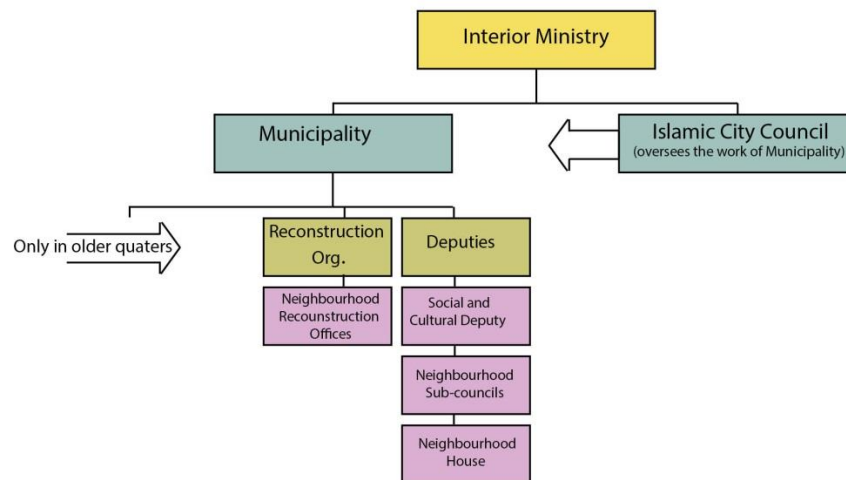 Interior Ministry
Municipality
Islamic City Council
(oversees the work of Municipality)
Only in older quaters
Reconstruction
Org.
Deputies
Neighbourhood
Recounstruction
Offices
Social and
Cultural Deputy
Neighbourhood
Sub-councils
Neighbourhood
House